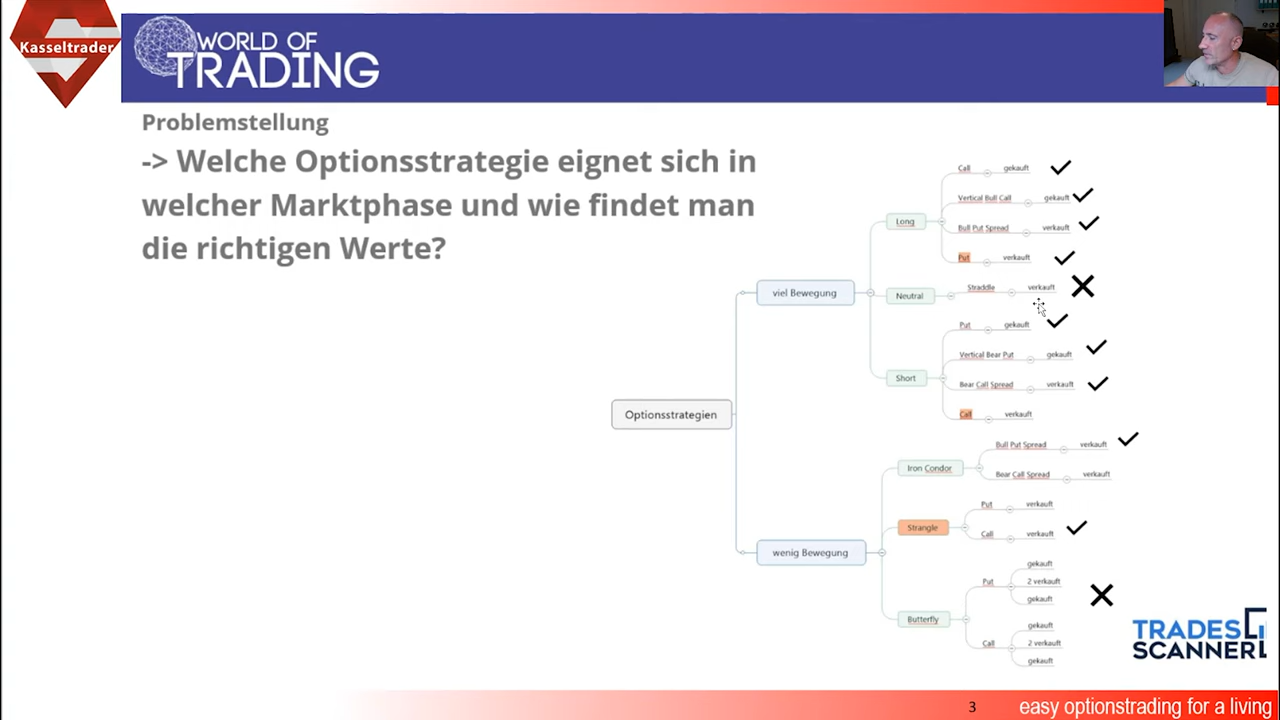 Kasseltrader
WORLD OF
TRADING
Problemstellung
-> Welche Optionsstrategie eignet sich in
welcher Marktphase und wie findet man
die richtigen Werte?
Optionsstrategien
viel Bewegung
Long
Call gekauft
Vertical Bull Call gekauft
Bull Put Spread verkauft
Put verkauft
Neutral
Straddle verkauft
Short
Put gekauft
Vertical Bear Put gekauft
Bear Call Spread verkauft
Call verkauft
wenig Bewegung
Iron Condor
Bull Put Spread verkauft
Bear Call Spread verkauft
Strangle
Put verkauft
Call verkauft
Butterfly
Put
gekauft
2 verkauft
gekauft
Call
gekauft
2 verkauft
gekauft
TRADES
SCANNER
3
easy optionstrading for a living